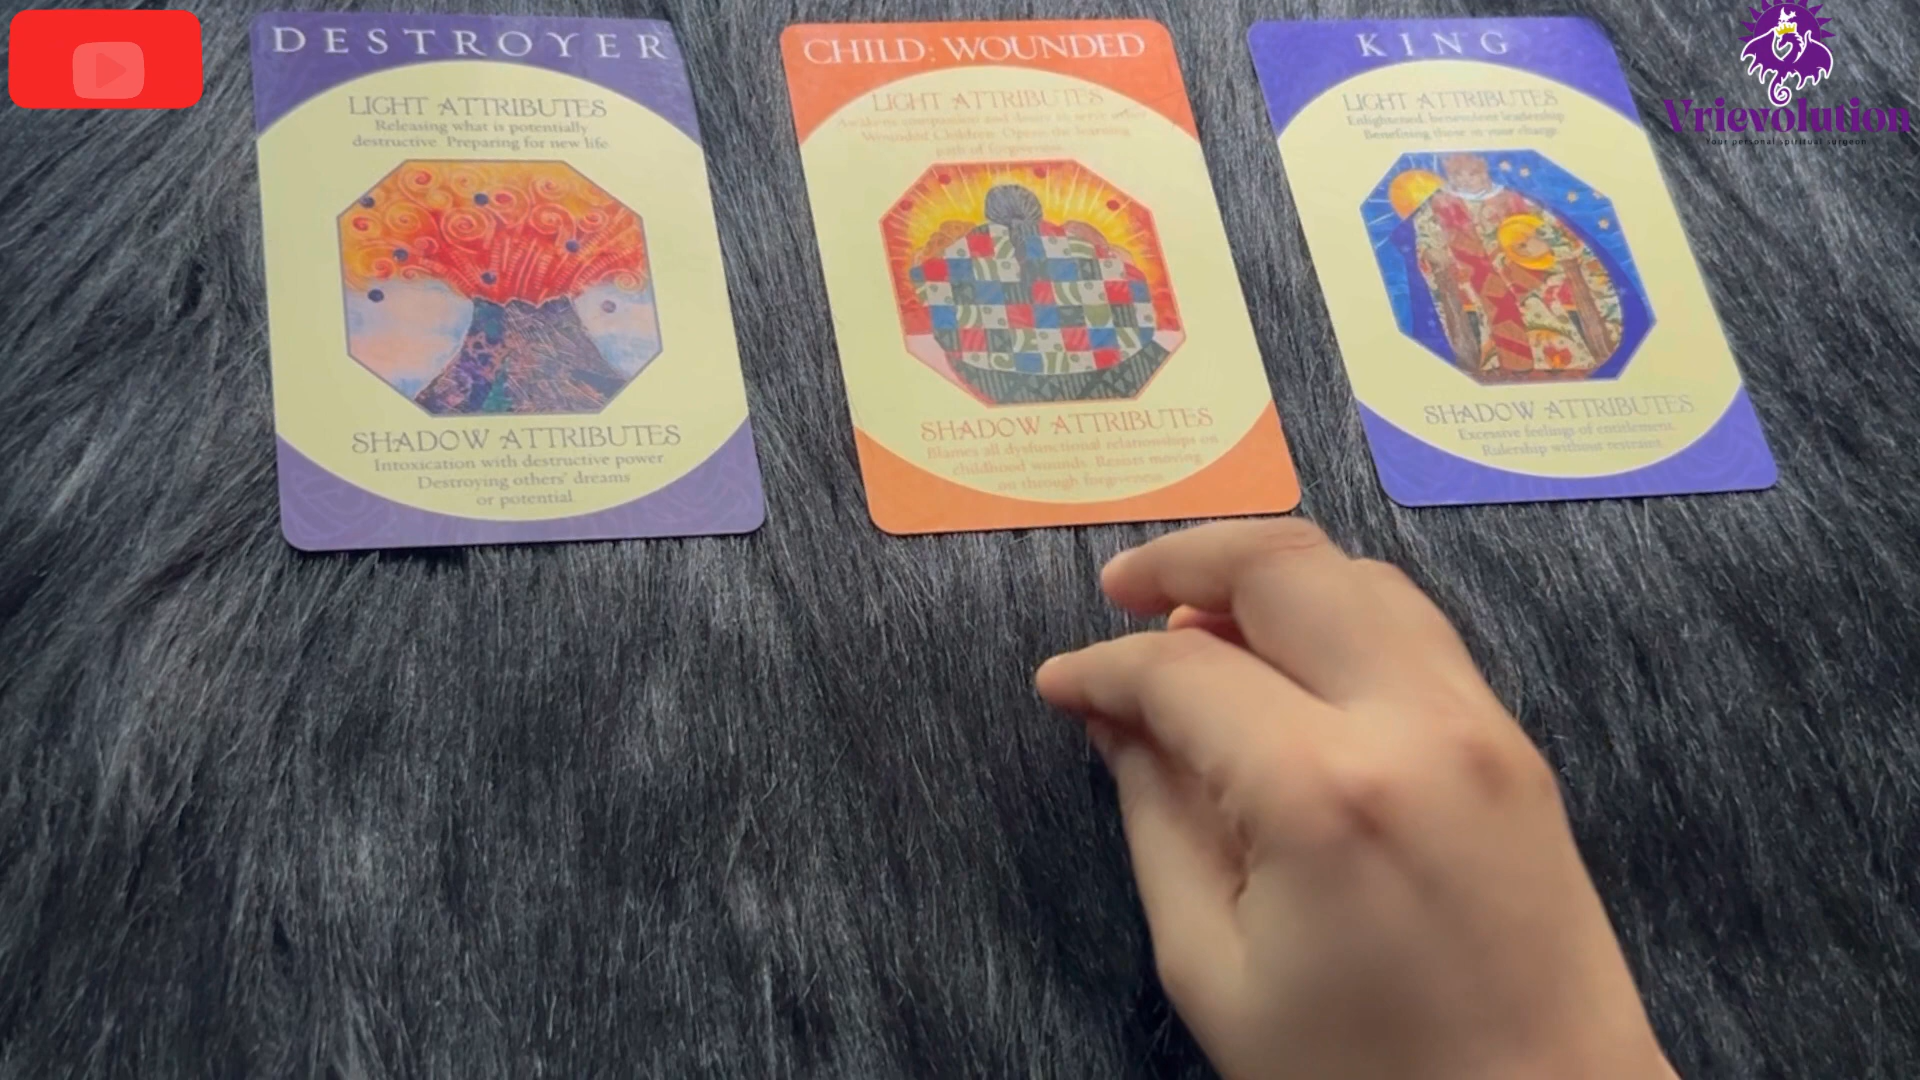 DESTROYER
LIGHT ATTRIBUTES
Releasing what is potentially
destructive. Preparing for new life.
SHADOW ATTRIBUTES
Intoxication with destructive power.
Destroying others' dreams
or potential.
CHILD: WOUNDED
LIGHT ATTRIBUTES
Awakens compassion and desire to serve other
Wounded Children. Opens the learning
path of forgiveness.
SHADOW ATTRIBUTES
Blames all dysfunctional relationships on
childhood wounds. Resists moving
on through forgiveness.
KING
LIGHT ATTRIBUTES
Enlightened, benevolent leadership
Benefiting those in your charge.
SHADOW ATTRIBUTES
Excessive feelings of entitlement.
Rulership without restraint.
Vrievolution
Your personal spiritual surgeon